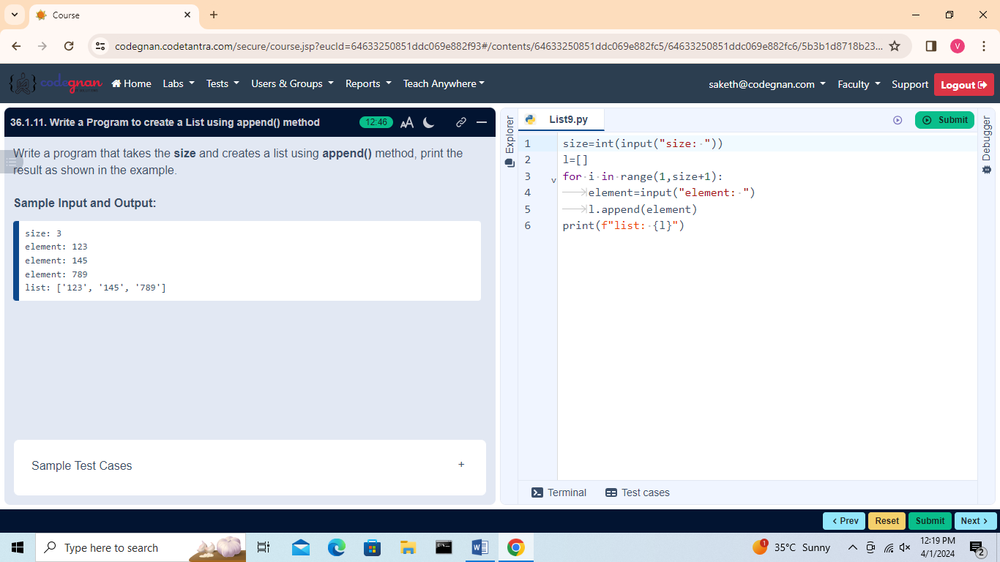 Course
codegnan.codetantra.com/secure/course.jsp?eucId=64633250851ddc069e882f93#/contents/64633250851ddc069e882fc5/64633250851ddc069e882fc6/5b3b1d8718b23...
V
codegnan
Home Labs Tests Users & Groups Reports Teach Anywhere
saketh@codegnan.com Faculty Support Logout
36.1.11. Write a Program to create a List using append() method 12:46 AA
Write a program that takes the size and creates a list using append() method, print the
result as shown in the example.
Sample Input and Output:
size: 3
element: 123
element: 145
element: 789
list: ['123', '145', '789']
Sample Test Cases +
Explorer
List9.py
Submit
Debugger
1 size=int(input("size: "))
2 l=[]
3 for i in range(1,size+1):
4 element=input("element: ")
5 l.append(element)
6 print(f"list: {l}")
Terminal Test cases
< Prev Reset Submit Next >
Type here to search
1
35°C Sunny
12:19 PM
4/1/2024
2